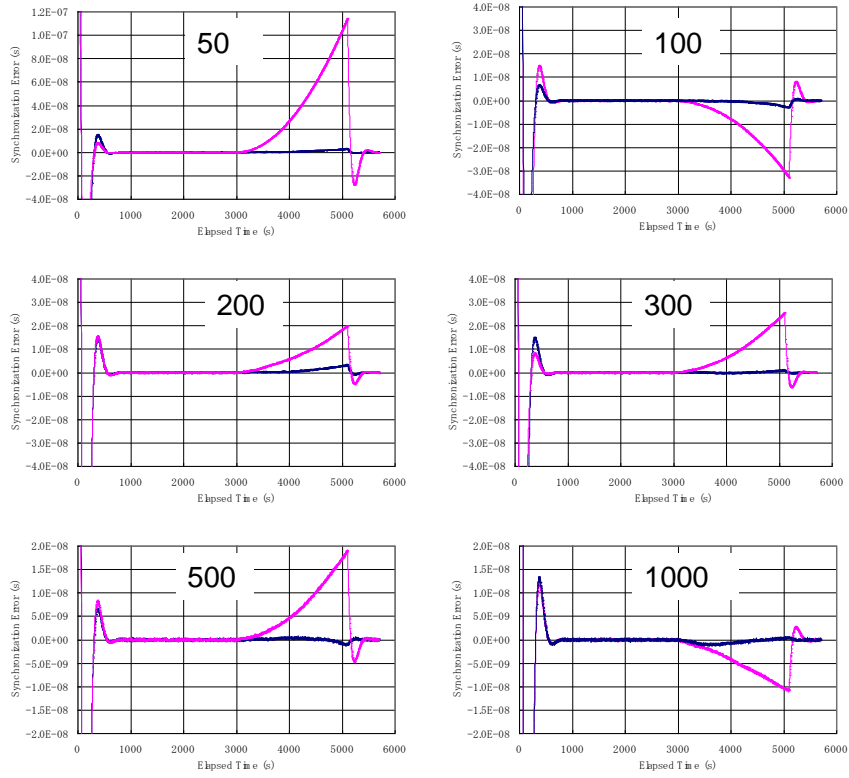 50
Synchronization Error (s)
1.2E-07
1.0E-07
8.0E-08
6.0E-08
4.0E-08
2.0E-08
0.0E+00
-2.0E-08
-4.0E-08
0 1000 2000 3000 4000 5000 6000
Elapsed Time (s)
100
Synchronization Error (s)
4.0E-08
3.0E-08
2.0E-08
1.0E-08
0.0E+00
-1.0E-08
-2.0E-08
-3.0E-08
-4.0E-08
0 1000 2000 3000 4000 5000 6000
Elapsed Time (s)
200
Synchronization Error (s)
4.0E-08
3.0E-08
2.0E-08
1.0E-08
0.0E+00
-1.0E-08
-2.0E-08
-3.0E-08
-4.0E-08
0 1000 2000 3000 4000 5000 6000
Elapsed Time (s)
300
Synchronization Error (s)
4.0E-08
3.0E-08
2.0E-08
1.0E-08
0.0E+00
-1.0E-08
-2.0E-08
-3.0E-08
-4.0E-08
0 1000 2000 3000 4000 5000 6000
Elapsed Time (s)
500
Synchronization Error (s)
2.0E-08
1.5E-08
1.0E-08
5.0E-09
0.0E+00
-5.0E-09
-1.0E-08
-1.5E-08
-2.0E-08
0 1000 2000 3000 4000 5000 6000
Elapsed Time (s)
1000
Synchronization Error (s)
2.0E-08
1.5E-08
1.0E-08
5.0E-09
0.0E+00
-5.0E-09
-1.0E-08
-1.5E-08
-2.0E-08
0 1000 2000 3000 4000 5000 6000
Elapsed Time (s)